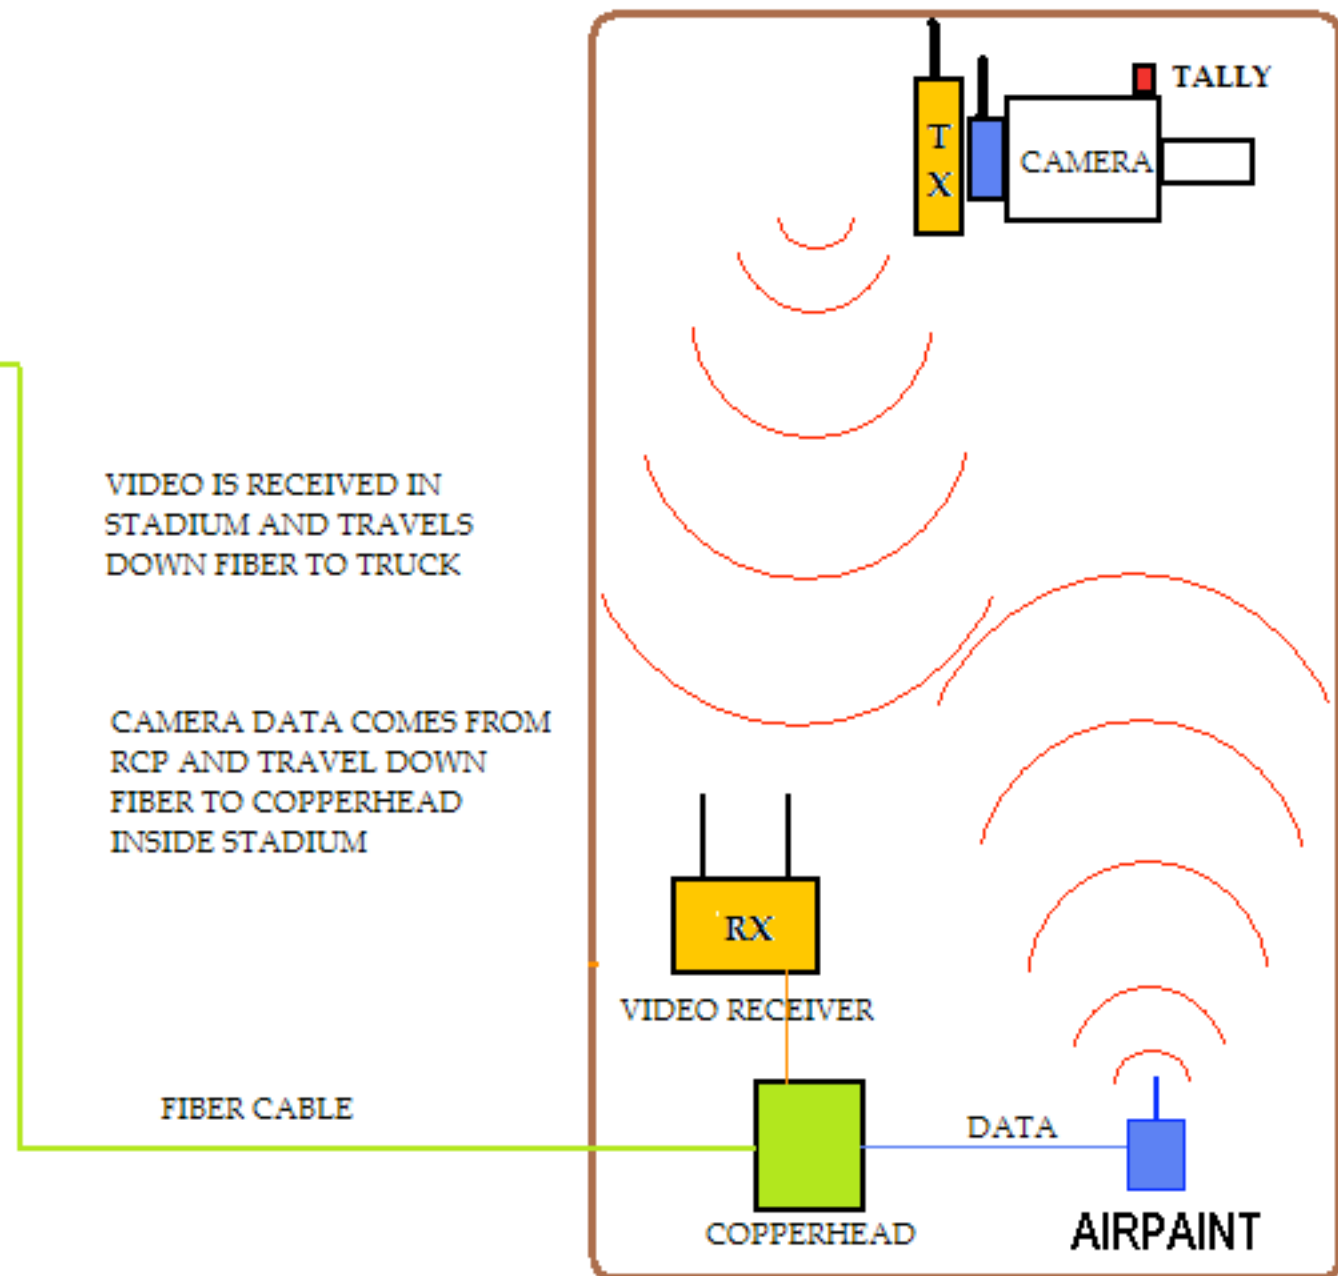 TALLY
T
X
CAMERA
VIDEO IS RECEIVED IN
STADIUM AND TRAVELS
DOWN FIBER TO TRUCK
CAMERA DATA COMES FROM
RCP AND TRAVEL DOWN
FIBER TO COPPERHEAD
INSIDE STADIUM
RX
VIDEO RECEIVER
FIBER CABLE
DATA
COPPERHEAD
AIRPAINT